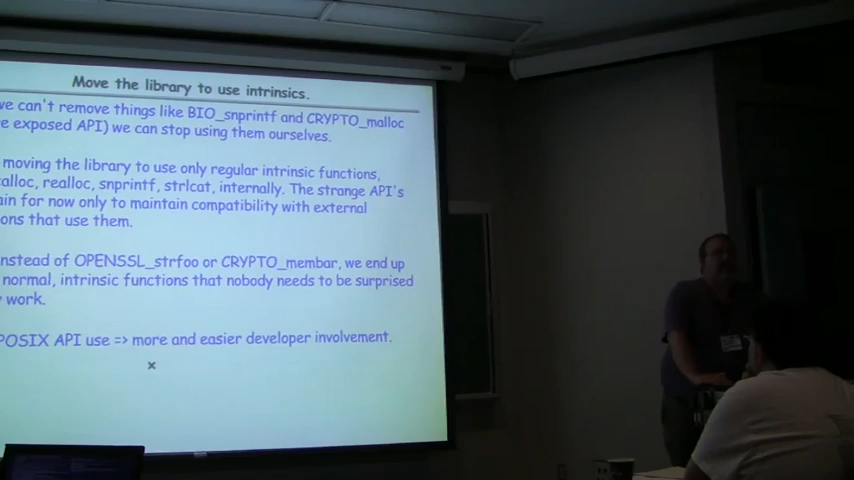 Move the library to use intrinsics.
we can't remove things like BIO_snprintf and CRYPTO_malloc
exposed API) we can stop using them ourselves.
moving the library to use only regular intrinsic functions,
alloc, realloc, snprintf, strlcat, internally. The strange API's
ain for now only to maintain compatibility with external
ons that use them.
nstead of OPENSSL_strfoo or CRYPTO_membar, we end up
normal, intrinsic functions that nobody needs to be surprised
work.
POSIX API use => more and easier developer involvement.